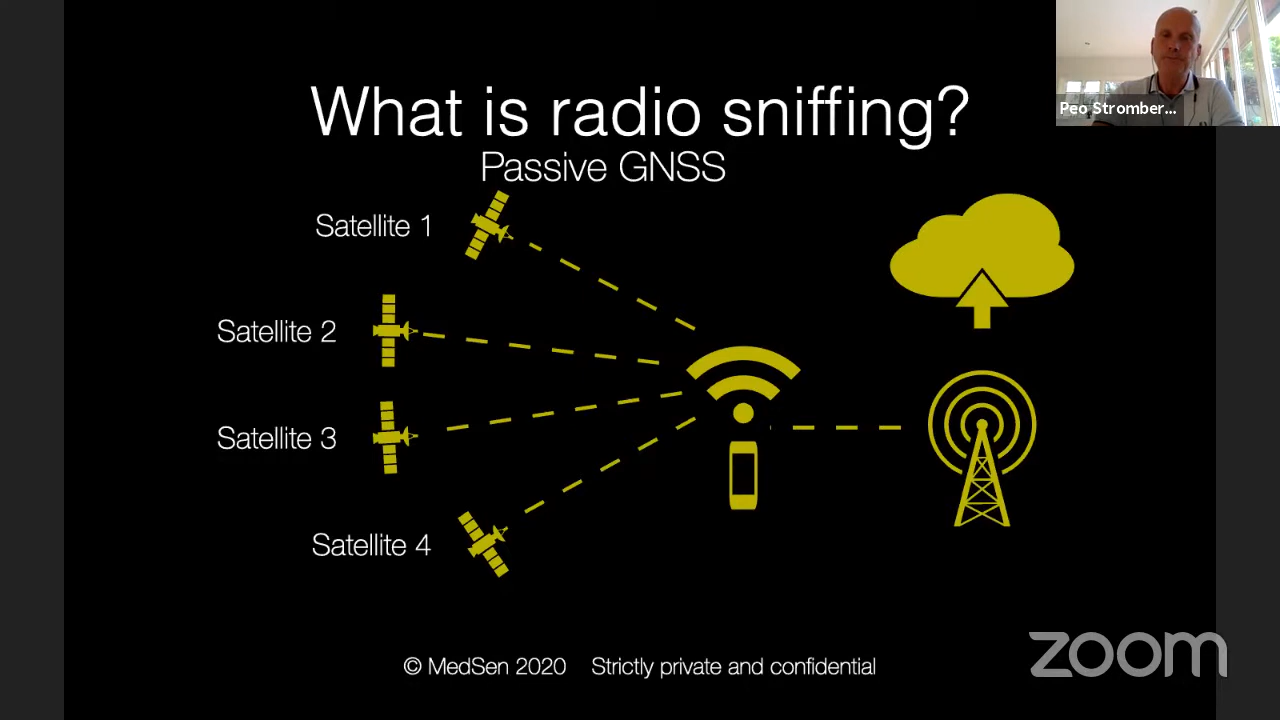 Peo Stromber...
What is radio sniffing?
Passive GNSS
Satellite 1
Satellite 2
Satellite 3
Satellite 4
© MedSen 2020 Strictly private and confidential
zoom